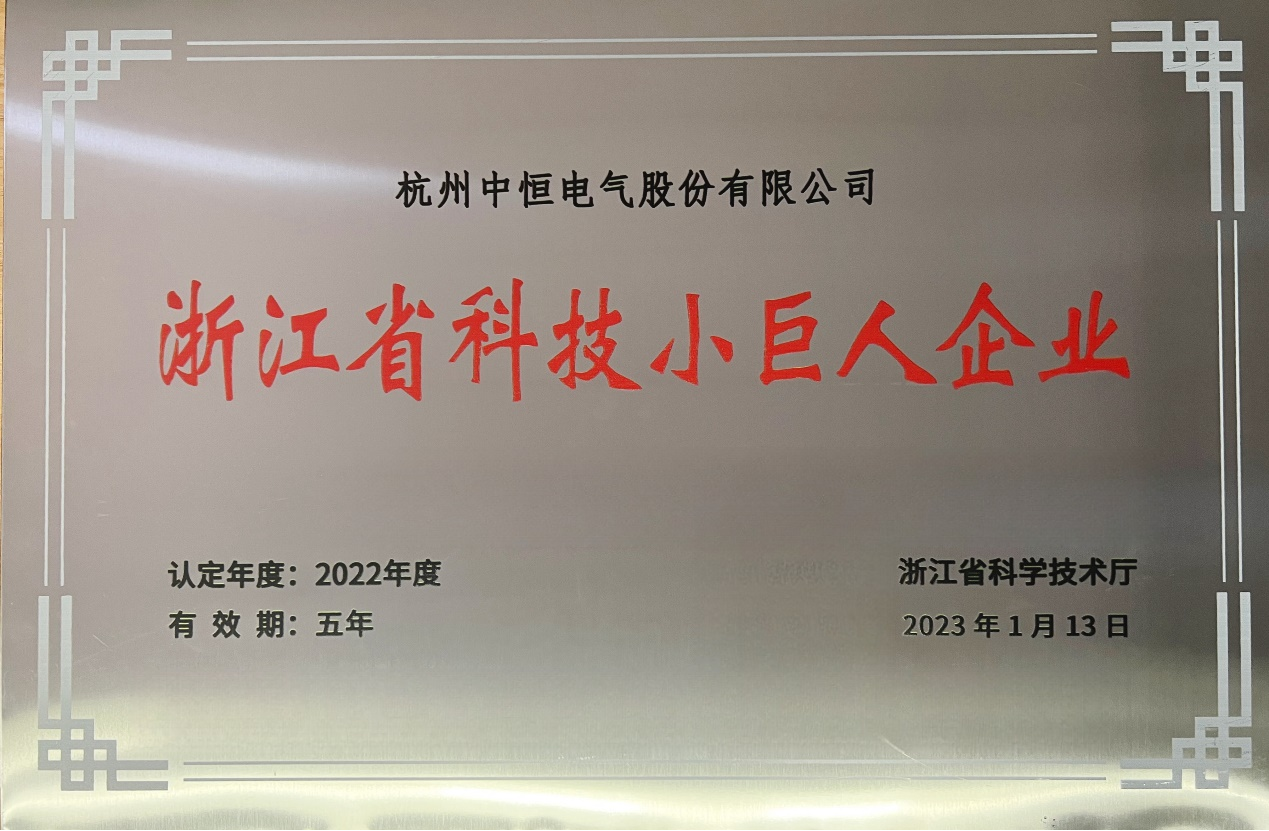 杭州中恒电气股份有限公司
浙江省科技小巨人企业
认定年度：2022年度
有 效 期：五年
浙江省科学技术厅
2023 年 1 月 13 日